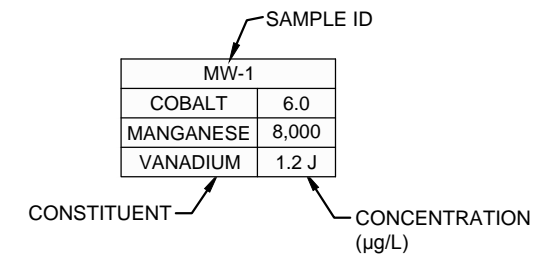 SAMPLE ID
MW-1
COBALT 6.0
MANGANESE 8,000
VANADIUM 1.2 J
CONSTITUENT
CONCENTRATION
(µg/L)